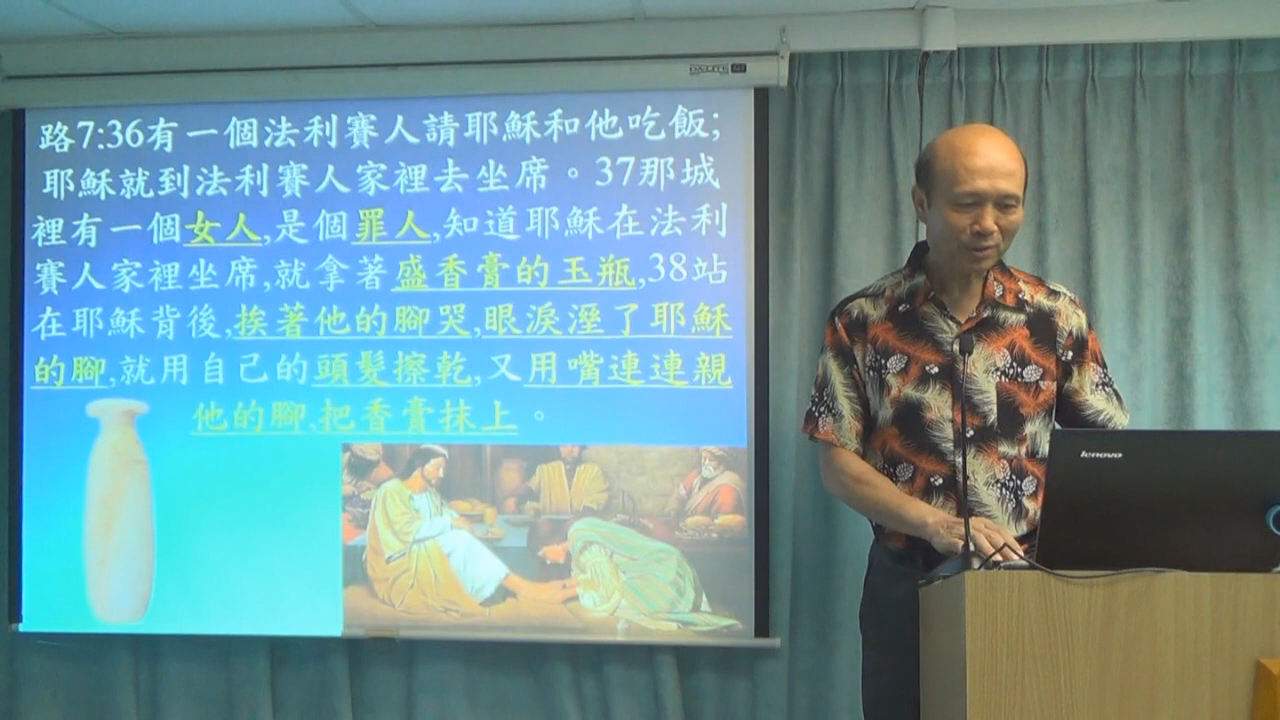 DA-LITE
路7:36有一個法利賽人請耶穌和他吃飯;
耶穌就到法利賽人家裡去坐席。37那城
裡有一個女人,是個罪人,知道耶穌在法利
賽人家裡坐席,就拿著盛香膏的玉瓶,38站
在耶穌背後,挨著他的腳哭,眼淚溼了耶穌
的腳,就用自己的頭髮擦乾,又用嘴連連親
他的腳,把香膏抹上。
lenovo